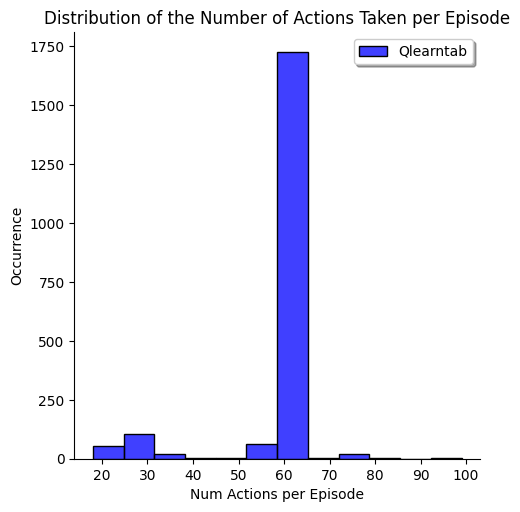 Distribution of the Number of Actions Taken per Episode
Qlearntab
1750
1500
1250
1000
750
500
250
0
Occurrence
20 30 40 50 60 70 80 90 100
Num Actions per Episode